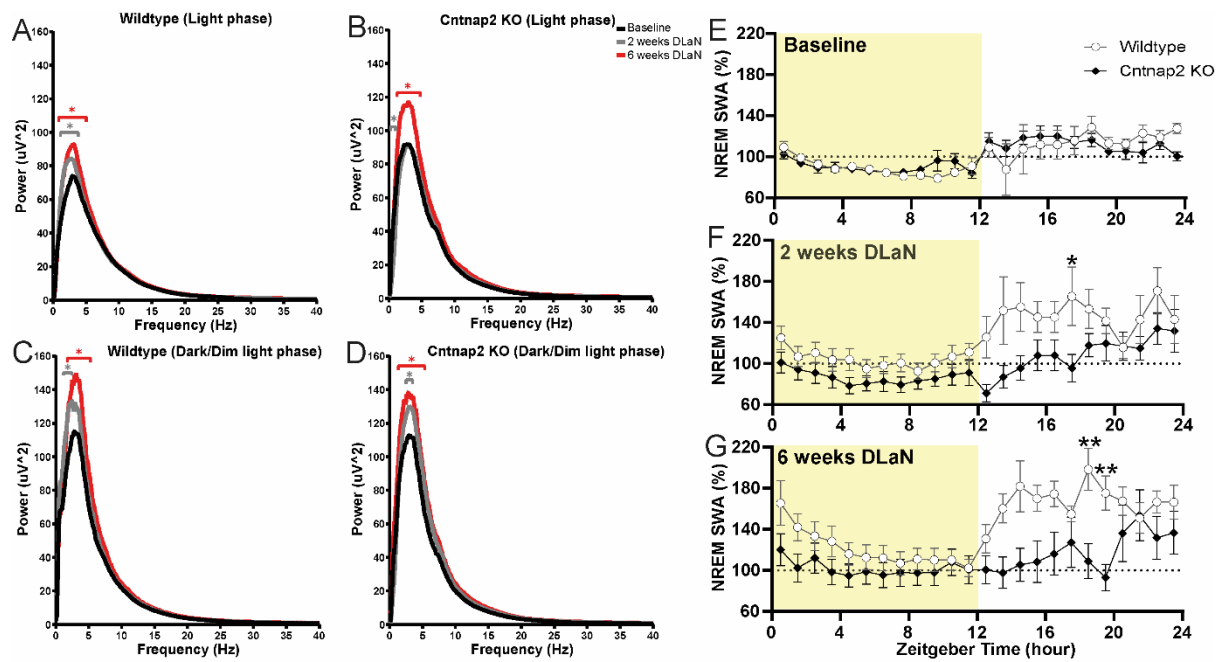 A
Wildtype (Light phase)
160
140
120
100
80
60
40
20
0
Power (uV^2)
*
*
0 5 10 15 20 25 30 35 40
Frequency (Hz)
B
Cntnap2 KO (Light phase)
Baseline
2 weeks DLaN
6 weeks DLaN
160
140
120
100
80
60
40
20
0
Power (uV^2)
*
*
0 5 10 15 20 25 30 35 40
Frequency (Hz)
C
Wildtype (Dark/Dim light phase)
160
140
120
100
80
60
40
20
0
Power (uV^2)
*
*
0 5 10 15 20 25 30 35 40
Frequency (Hz)
D
Cntnap2 KO (Dark/Dim light phase)
160
140
120
100
80
60
40
20
0
Power (uV^2)
*
*
0 5 10 15 20 25 30 35 40
Frequency (Hz)
E
Baseline
Wildtype
Cntnap2 KO
220
180
140
100
60
NREM SWA (%)
0 4 8 12 16 20 24
F
2 weeks DLaN
*
220
180
140
100
60
NREM SWA (%)
0 4 8 12 16 20 24
G
6 weeks DLaN
**
**
220
180
140
100
60
NREM SWA (%)
0 4 8 12 16 20 24
Zeitgeber Time (hour)